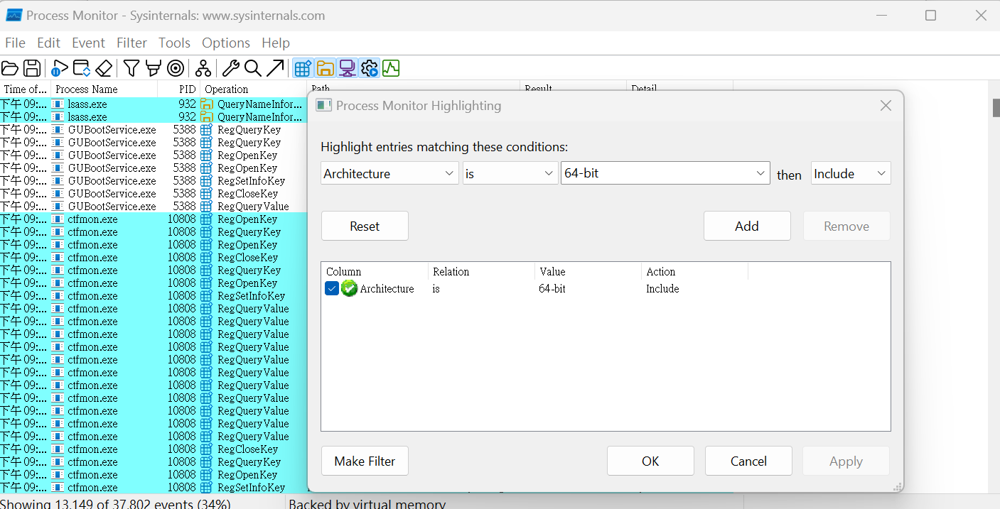 Process Monitor - Sysinternals: www.sysinternals.com
File Edit Event Filter Tools Options Help
Time of... Process Name PID Operation Path Result Detail
下午 09:... lsass.exe 932 QueryNameInfor...
下午 09:... lsass.exe 932 QueryNameInfor...
下午 09:... GUBootService.exe 5388 RegQueryKey
下午 09:... GUBootService.exe 5388 RegQueryKey
下午 09:... GUBootService.exe 5388 RegOpenKey
下午 09:... GUBootService.exe 5388 RegOpenKey
下午 09:... GUBootService.exe 5388 RegSetInfoKey
下午 09:... GUBootService.exe 5388 RegCloseKey
下午 09:... GUBootService.exe 5388 RegQueryValue
下午 09:... ctfmon.exe 10808 RegOpenKey
下午 09:... ctfmon.exe 10808 RegQueryKey
下午 09:... ctfmon.exe 10808 RegOpenKey
下午 09:... ctfmon.exe 10808 RegCloseKey
下午 09:... ctfmon.exe 10808 RegQueryKey
下午 09:... ctfmon.exe 10808 RegOpenKey
下午 09:... ctfmon.exe 10808 RegSetInfoKey
下午 09:... ctfmon.exe 10808 RegQueryValue
下午 09:... ctfmon.exe 10808 RegQueryValue
下午 09:... ctfmon.exe 10808 RegQueryValue
下午 09:... ctfmon.exe 10808 RegQueryValue
下午 09:... ctfmon.exe 10808 RegQueryValue
下午 09:... ctfmon.exe 10808 RegQueryValue
下午 09:... ctfmon.exe 10808 RegQueryValue
下午 09:... ctfmon.exe 10808 RegQueryValue
下午 09:... ctfmon.exe 10808 RegQueryValue
下午 09:... ctfmon.exe 10808 RegQueryValue
下午 09:... ctfmon.exe 10808 RegQueryValue
下午 09:... ctfmon.exe 10808 RegCloseKey
下午 09:... ctfmon.exe 10808 RegQueryKey
下午 09:... ctfmon.exe 10808 RegOpenKey
下午 09:... ctfmon.exe 10808 RegSetInfoKey
Showing 13,149 of 37,802 events (34%) Backed by virtual memory
Process Monitor Highlighting
Highlight entries matching these conditions:
Architecture is 64-bit then Include
Reset Add Remove
Column Relation Value Action
Architecture is 64-bit Include
Make Filter OK Cancel Apply